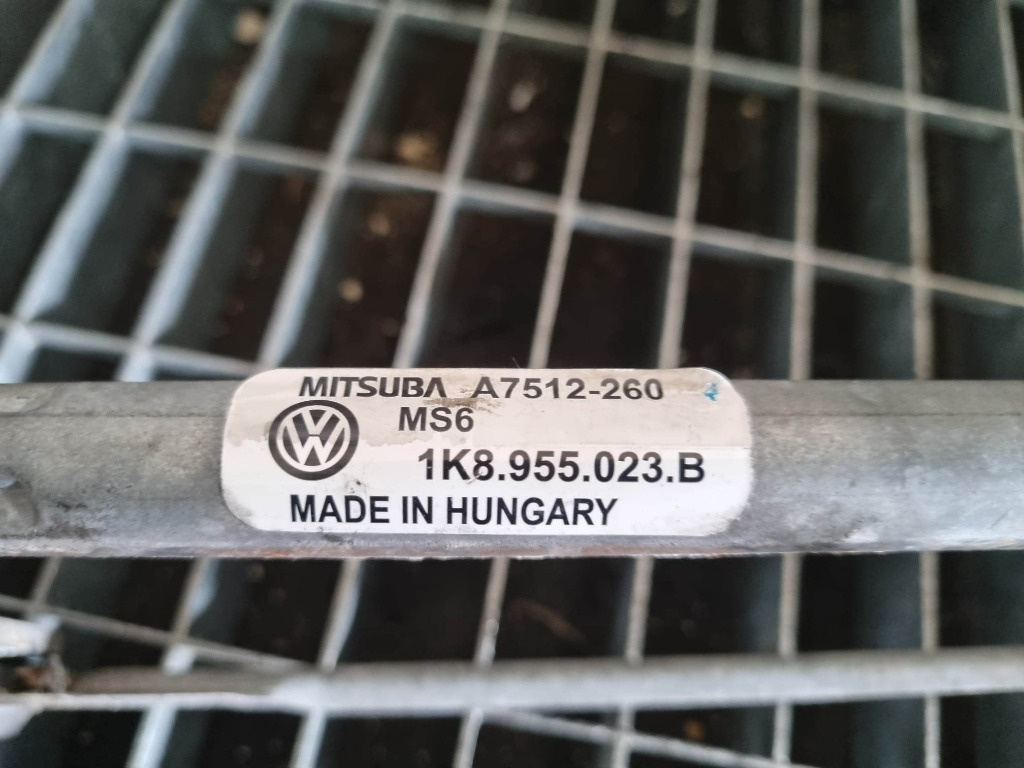 MITSUBA A7512-260
MS6
1K8.955.023.B
MADE IN HUNGARY